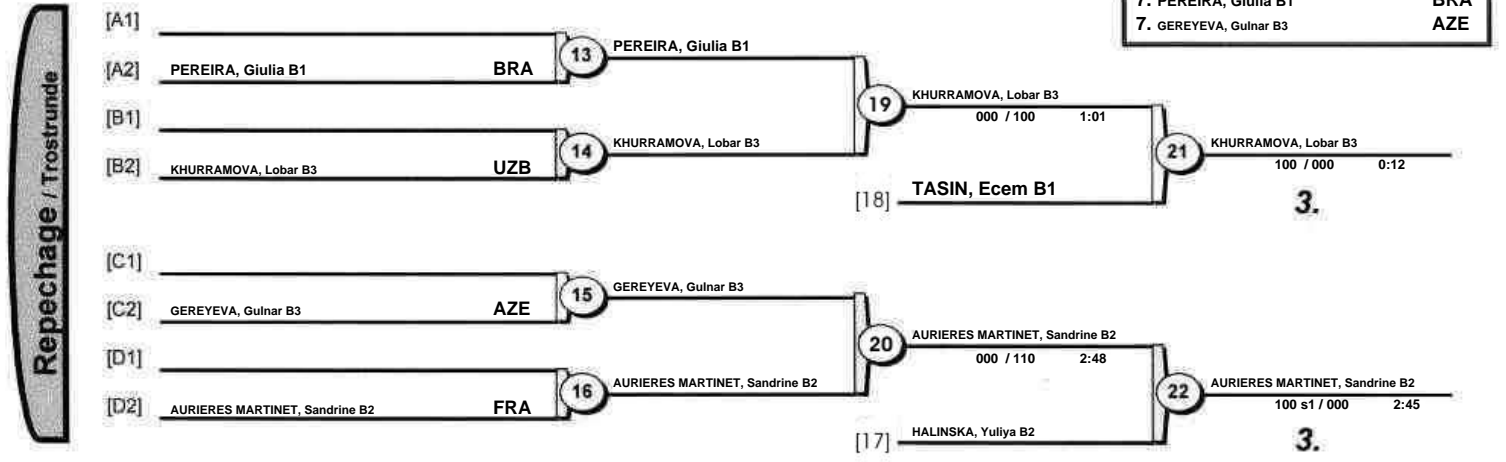 7. PEREIRA, Giulia B1 BRA
7. GEREYEVA, Gulnar B3 AZE
Repechage / Trostrunde
[A1]
[A2] PEREIRA, Giulia B1 BRA
13 PEREIRA, Giulia B1
[B1]
[B2] KHURRAMOVA, Lobar B3 UZB
14 KHURRAMOVA, Lobar B3
19 KHURRAMOVA, Lobar B3
000 / 100 1:01
[18] TASIN, Ecem B1
21 KHURRAMOVA, Lobar B3
100 / 000 0:12
3.
[C1]
[C2] GEREYEVA, Gulnar B3 AZE
15 GEREYEVA, Gulnar B3
[D1]
[D2] AURIERES MARTINET, Sandrine B2 FRA
16 AURIERES MARTINET, Sandrine B2
20 AURIERES MARTINET, Sandrine B2
000 / 110 2:48
[17] HALINSKA, Yuliya B2
22 AURIERES MARTINET, Sandrine B2
100 s1 / 000 2:45
3.